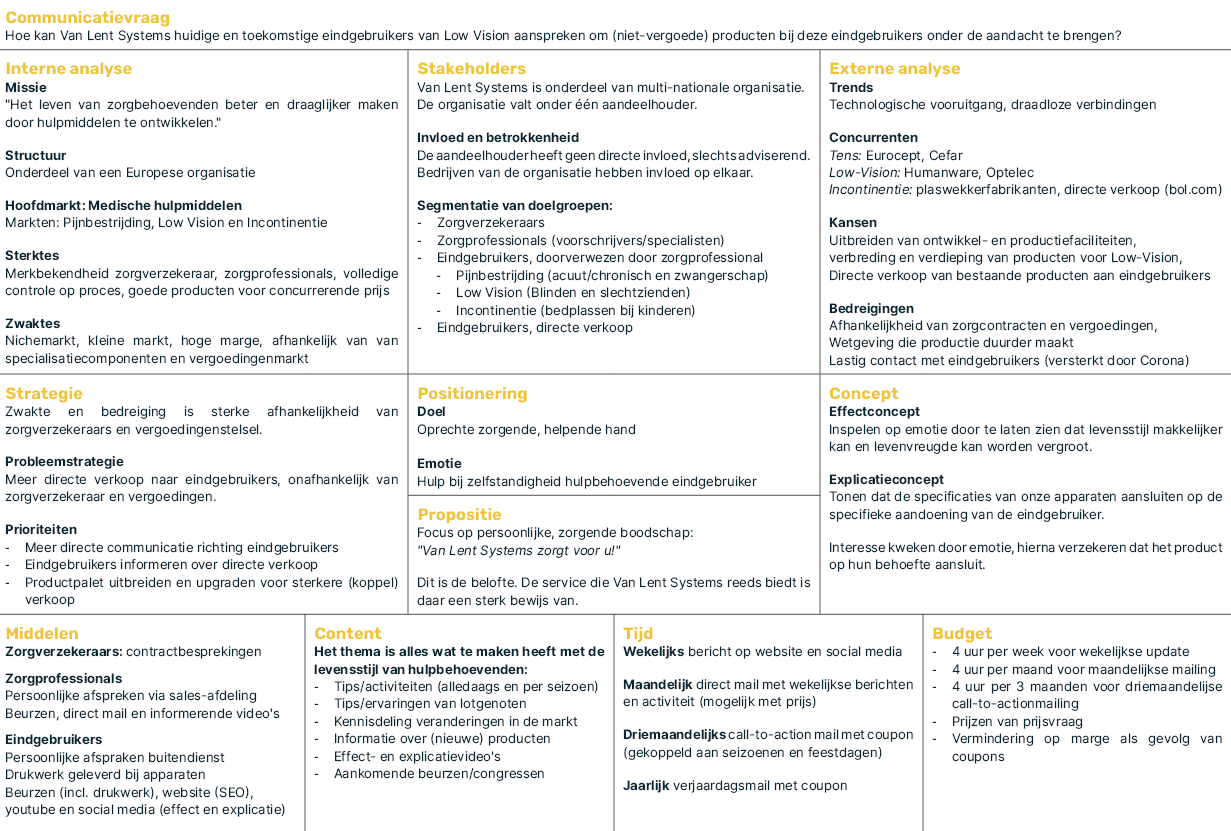 Communicatievraag
Hoe kan Van Lent Systems huidige en toekomstige eindgebruikers van Low Vision aanspreken om (niet-vergoede) producten bij deze eindgebruikers onder de aandacht te brengen?
Interne analyse
Missie
"Het leven van zorgbehoevenden beter en draaglijker maken
door hulpmiddelen te ontwikkelen."
Structuur
Onderdeel van een Europese organisatie
Hoofdmarkt: Medische hulpmiddelen
Markten: Pijnbestrijding, Low Vision en Incontinentie
Sterktes
Merkbekendheid zorgverzekeraar, zorgprofessionals, volledige
controle op proces, goede producten voor concurrerende prijs
Zwaktes
Nichemarkt, kleine markt, hoge marge, afhankelijk van van
specialisatiecomponenten en vergoedingenmarkt
Stakeholders
Van Lent Systems is onderdeel van multi-nationale organisatie.
De organisatie valt onder één aandeelhouder.
Invloed en betrokkenheid
De aandeelhouder heeft geen directe invloed, slechts adviserend.
Bedrijven van de organisatie hebben invloed op elkaar.
Segmentatie van doelgroepen:
- Zorgverzekeraars
- Zorgprofessionals (voorschrijvers/specialisten)
- Eindgebruikers, doorverwezen door zorgprofessional
- Pijnbestrijding (acuut/chronisch en zwangerschap)
- Low Vision (Blinden en slechtzienden)
- Incontinentie (bedplassen bij kinderen)
- Eindgebruikers, directe verkoop
Externe analyse
Trends
Technologische vooruitgang, draadloze verbindingen
Concurrenten
Tens: Eurocept, Cefar
Low-Vision: Humanware, Optelec
Incontinentie: plaswekkerfabrikanten, directe verkoop (bol.com)
Kansen
Uitbreiden van ontwikkel- en productiefaciliteiten,
verbreding en verdieping van producten voor Low-Vision,
Directe verkoop van bestaande producten aan eindgebruikers
Bedreigingen
Afhankelijkheid van zorgcontracten en vergoedingen,
Wetgeving die productie duurder maakt
Lastig contact met eindgebruikers (versterkt door Corona)
Strategie
Zwakte en bedreiging is sterke afhankelijkheid van
zorgverzekeraars en vergoedingenstelsel.
Probleemstrategie
Meer directe verkoop naar eindgebruikers, onafhankelijk van
zorgverzekeraar en vergoedingen.
Prioriteiten
- Meer directe communicatie richting eindgebruikers
- Eindgebruikers informeren over directe verkoop
- Productpalet uitbreiden en upgraden voor sterkere (koppel)
verkoop
Positionering
Doel
Oprechte zorgende, helpende hand
Emotie
Hulp bij zelfstandigheid hulpbehoevende eindgebruiker
Propositie
Focus op persoonlijke, zorgende boodschap:
"Van Lent Systems zorgt voor u!"
Dit is de belofte. De service die Van Lent Systems reeds biedt is
daar een sterk bewijs van.
Concept
Effectconcept
Inspelen op emotie door te laten zien dat levensstijl makkelijker
kan en levenvreugde kan worden vergroot.
Explicatieconcept
Tonen dat de specificaties van onze apparaten aansluiten op de
specifieke aandoening van de eindgebruiker.
Interesse kweken door emotie, hierna verzekeren dat het product
op hun behoefte aansluit.
Middelen
Zorgverzekeraars: contractbesprekingen
Zorgprofessionals
Persoonlijke afspreken via sales-afdeling
Beurzen, direct mail en informerende video's
Eindgebruikers
Persoonlijke afspraken buitendienst
Drukwerk geleverd bij apparaten
Beurzen (incl. drukwerk), website (SEO),
youtube en social media (effect en explicatie)
Content
Het thema is alles wat te maken heeft met de
levensstijl van hulpbehoevenden:
- Tips/activiteiten (alledaags en per seizoen)
- Tips/ervaringen van lotgenoten
- Kennisdeling veranderingen in de markt
- Informatie over (nieuwe) producten
- Effect- en explicatievideo's
- Aankomende beurzen/congressen
Tijd
Wekelijks bericht op website en social media
Maandelijk direct mail met wekelijkse berichten
en activiteit (mogelijk met prijs)
Driemaandelijks call-to-action mail met coupon
(gekoppeld aan seizoenen en feestdagen)
Jaarlijk verjaardagsmail met coupon
Budget
- 4 uur per week voor wekelijkse update
- 4 uur per maand voor maandelijkse mailing
- 4 uur per 3 maanden voor driemaandelijse
call-to-actionmailing
- Prijzen van prijsvraag
- Vermindering op marge als gevolg van
coupons